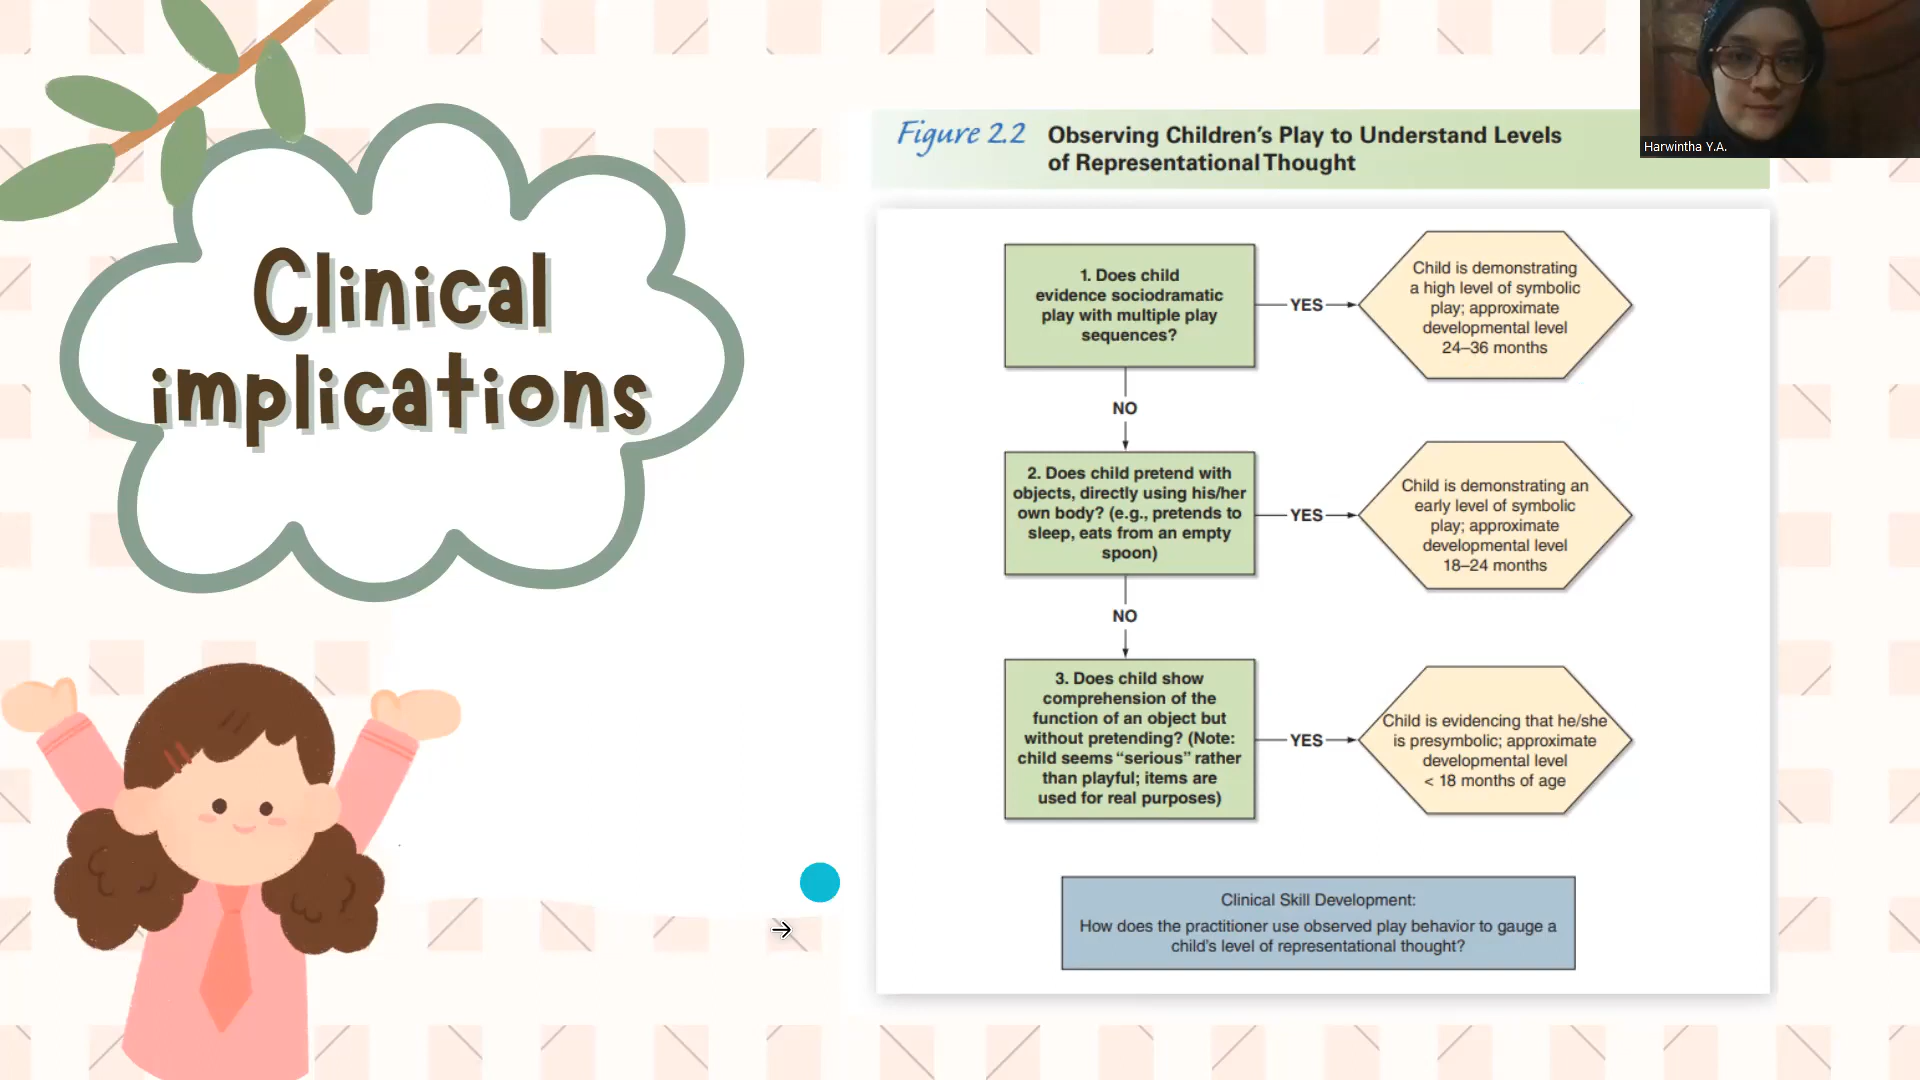 Clinical
implications
Figure 2.2 Observing Children's Play to Understand Levels
of Representational Thought
Harwintha Y.A.
1. Does child
evidence sociodramatic
play with multiple play
sequences?
YES
Child is demonstrating
a high level of symbolic
play; approximate
developmental level
24–36 months
NO
2. Does child pretend with
objects, directly using his/her
own body? (e.g., pretends to
sleep, eats from an empty
spoon)
YES
Child is demonstrating an
early level of symbolic
play; approximate
developmental level
18–24 months
NO
3. Does child show
comprehension of the
function of an object but
without pretending? (Note:
child seems “serious” rather
than playful; items are
used for real purposes)
YES
Child is evidencing that he/she
is presymbolic; approximate
developmental level
< 18 months of age
Clinical Skill Development:
How does the practitioner use observed play behavior to gauge a
child's level of representational thought?